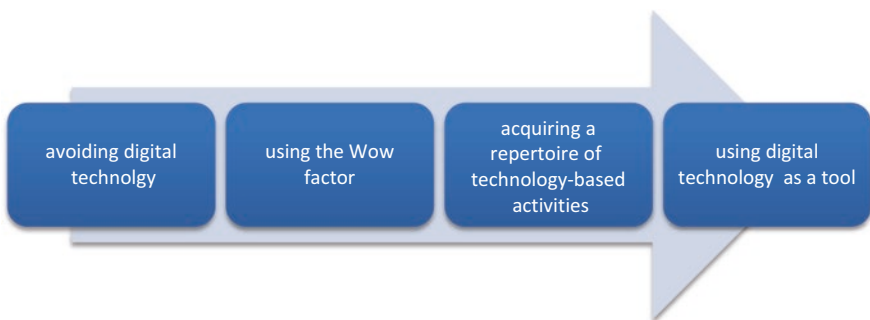 avoiding digital
technolgy
using the Wow
factor
acquiring a
repertoire of
technology-based
activities
using digital
technology  as a tool